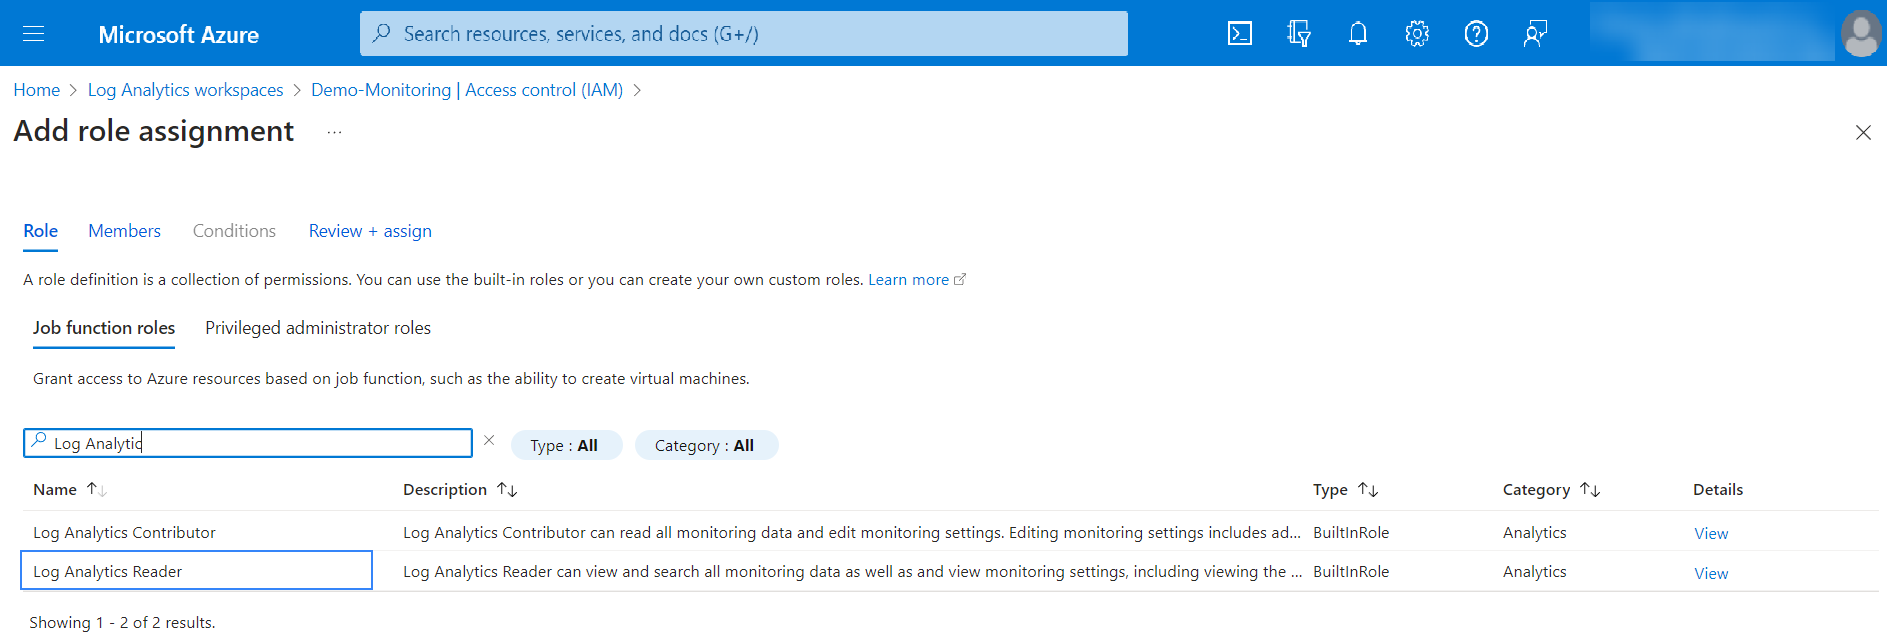 Microsoft Azure
Search resources, services, and docs (G+/)
Home > Log Analytics workspaces > Demo-Monitoring | Access control (IAM) >
Add role assignment ...
Role Members Conditions Review + assign
A role definition is a collection of permissions. You can use the built-in roles or you can create your own custom roles. Learn more
Job function roles Privileged administrator roles
Grant access to Azure resources based on job function, such as the ability to create virtual machines.
Log Analytic Type : All Category : All
Name Description Type Category Details
Log Analytics Contributor Log Analytics Contributor can read all monitoring data and edit monitoring settings. Editing monitoring settings includes ad... BuiltInRole Analytics View
Log Analytics Reader Log Analytics Reader can view and search all monitoring data as well as and view monitoring settings, including viewing the ... BuiltInRole Analytics View
Showing 1 - 2 of 2 results.